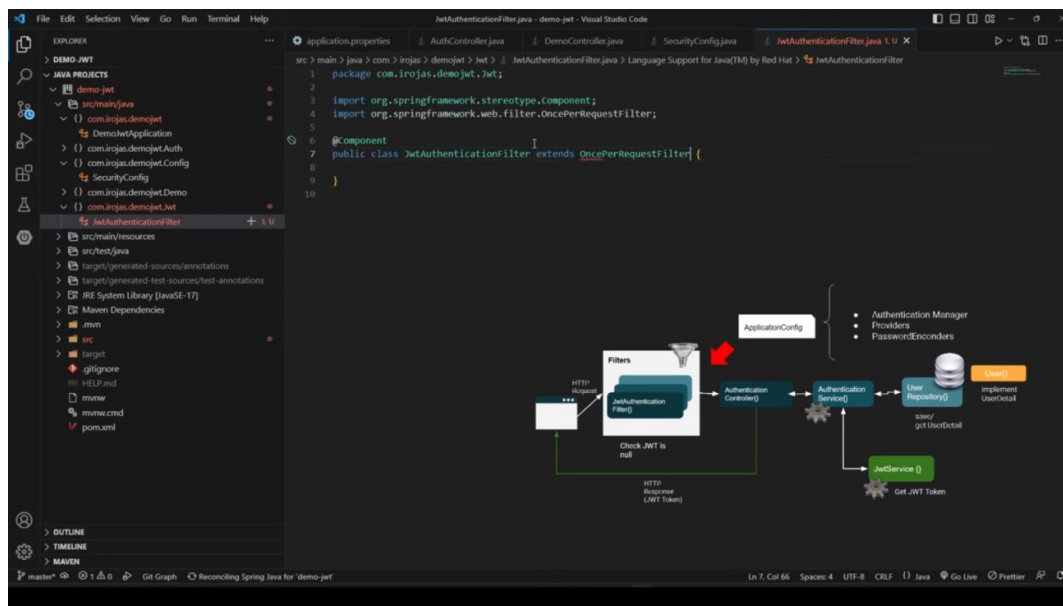 File Edit Selection View Go Run Terminal Help
JwtAuthenticationFilter.java - demo-jwt - Visual Studio Code
EXPLORER
application.properties
AuthController.java
DemoController.java
SecurityConfig.java
JwtAuthenticationFilter.java 1, U
src > main > java > com > irojas > demojwt > Jwt > JwtAuthenticationFilter.java > Language Support for Java(TM) by Red Hat > JwtAuthenticationFilter
DEMO-JWT
JAVA PROJECTS
demo-jwt
src/main/java
{} com.irojas.demojwt
DemoJwtApplication
{} com.irojas.demojwt.Auth
{} com.irojas.demojwt.Config
SecurityConfig
{} com.irojas.demojwt.Demo
{} com.irojas.demojwt.Jwt
JwtAuthenticationFilter 1, U
src/main/resources
src/test/java
target/generated-sources/annotations
target/generated-test-sources/test-annotations
JRE System Library [JavaSE-17]
Maven Dependencies
.mvn
src
target
.gitignore
HELP.md
mvnw
mvnw.cmd
pom.xml
OUTLINE
TIMELINE
MAVEN
1 package com.irojas.demojwt.Jwt;
2
3 import org.springframework.stereotype.Component;
4 import org.springframework.web.filter.OncePerRequestFilter;
5
6 @Component
7 public class JwtAuthenticationFilter extends OncePerRequestFilter {
8
9 }
10
ApplicationConfig
• Authentication Manager
• Providers
• PasswordEnconders
Filters
HTTP
Request
JwtAuthentication
Filter()
Check JWT is
null
Authentication
Controller()
Authentication
Service()
User
Repository()
User()
implement
UserDetail
save/
get UserDetail
JwtService ()
Get JWT Token
HTTP
Response
(JWT Token)
master* 1 0 Git Graph Reconciling Spring Java for 'demo-jwt'
Ln 7, Col 66 Spaces: 4 UTF-8 CRLF {} Java Go Live Prettier